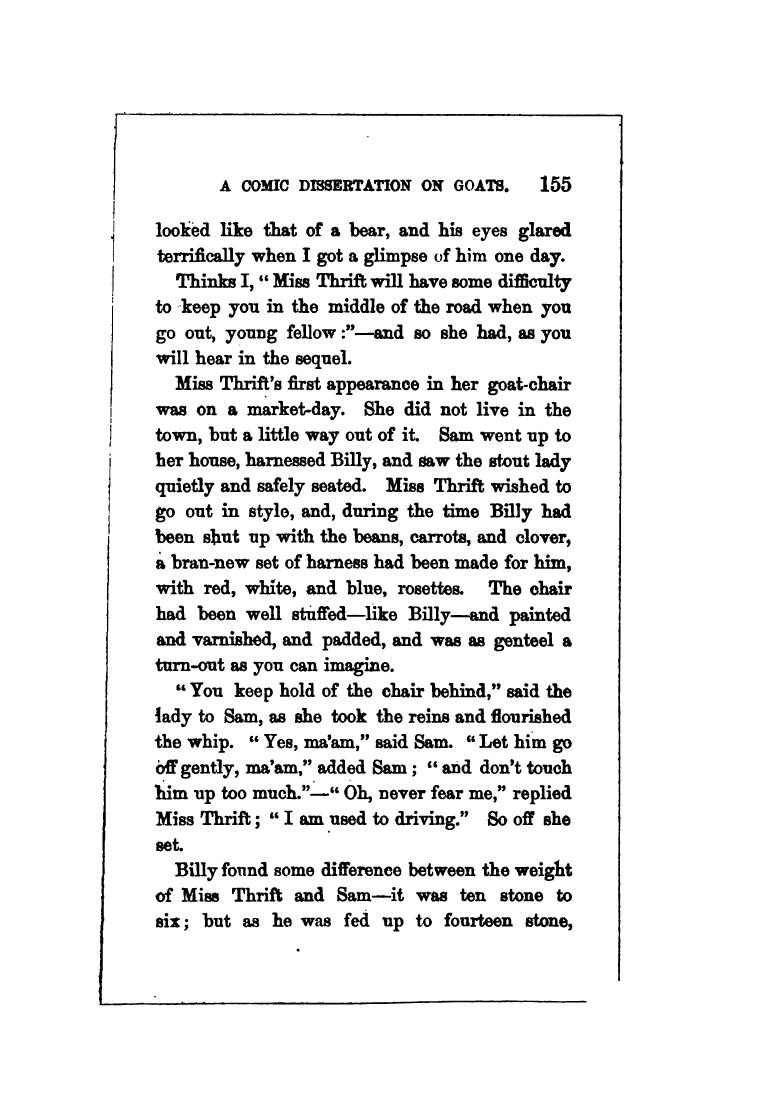 A COMIC DISSERTATION ON GOATS. 155
looked like that of a bear, and his eyes glared
terrifically when I got a glimpse of him one day.
Thinks I, “ Miss Thrift will have some difficulty
to keep you in the middle of the road when you
go out, young fellow :”—and so she had, as you
will hear in the sequel.
Miss Thrift's first appearance in her goat-chair
was on a market-day. She did not live in the
town, but a little way out of it. Sam went up to
her house, harnessed Billy, and saw the stout lady
quietly and safely seated. Miss Thrift wished to
go out in style, and, during the time Billy had
been shut up with the beans, carrots, and clover,
a bran-new set of harness had been made for him,
with red, white, and blue, rosettes. The chair
had been well stuffed—like Billy—and painted
and varnished, and padded, and was as genteel a
turn-out as you can imagine.
“ You keep hold of the chair behind,” said the
lady to Sam, as she took the reins and flourished
the whip. “ Yes, ma'am,” said Sam. “ Let him go
off gently, ma'am,” added Sam ; “ and don't touch
him up too much.”—“ Oh, never fear me,” replied
Miss Thrift ; “ I am used to driving.” So off she
set.
Billy found some difference between the weight
of Miss Thrift and Sam—it was ten stone to
six; but as he was fed up to fourteen stone,